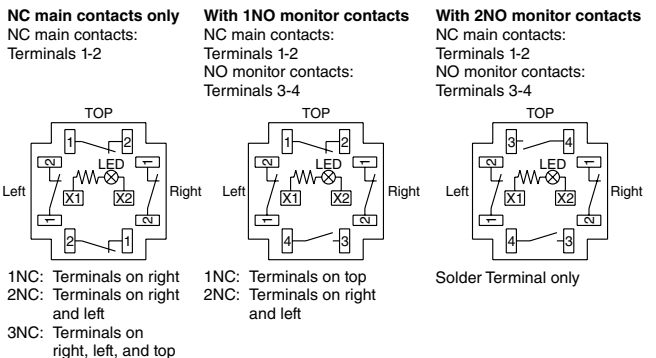 NC main contacts only
NC main contacts:
Terminals 1-2
TOP
1 2
2 LED 1
Left X1 X2 Right
1 2
2 1
1NC: Terminals on right
2NC: Terminals on right
and left
3NC: Terminals on
right, left, and top
With 1NO monitor contacts
NC main contacts:
Terminals 1-2
NO monitor contacts:
Terminals 3-4
TOP
1 2
2 LED 1
Left X1 X2 Right
1 2
4 3
1NC: Terminals on top
2NC: Terminals on right
and left
With 2NO monitor contacts
NC main contacts:
Terminals 1-2
NO monitor contacts:
Terminals 3-4
TOP
3 4
2 LED 1
Left X1 X2 Right
1 2
4 3
Solder Terminal only